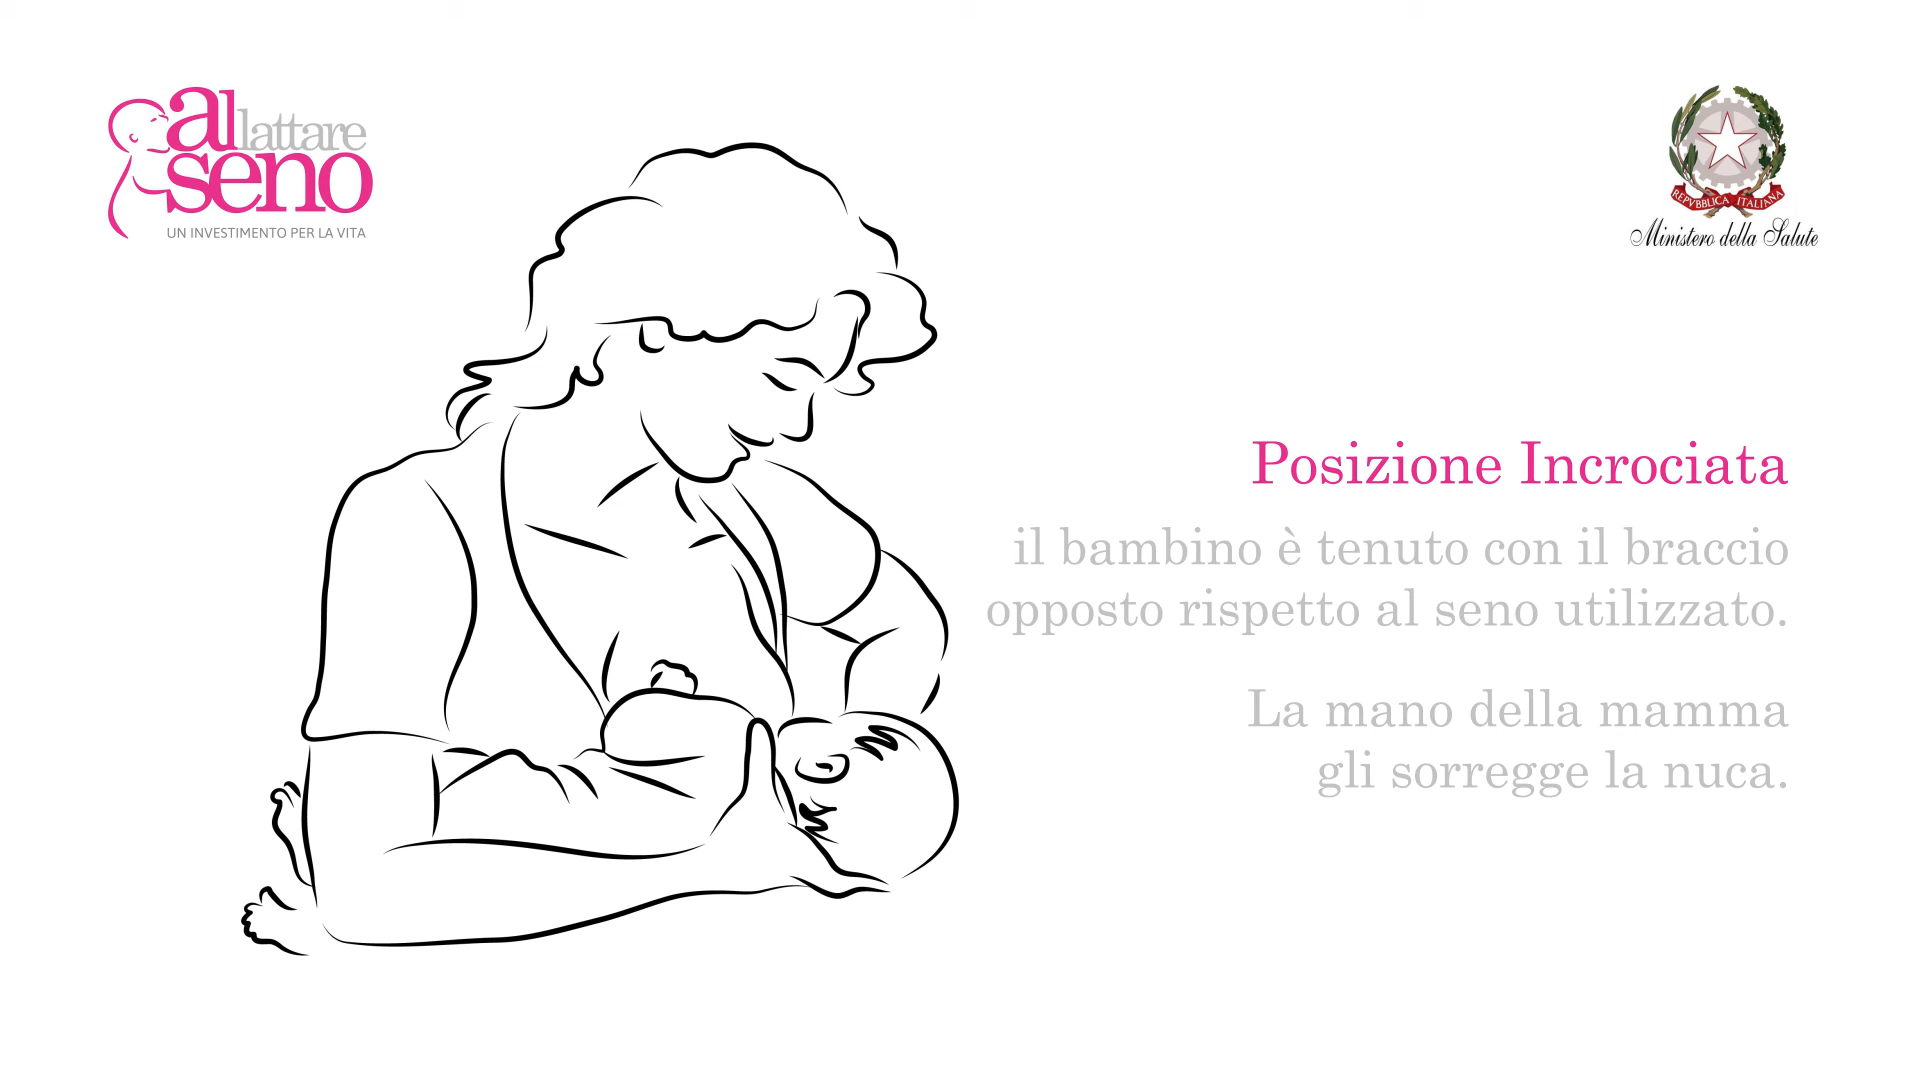 allattare
seno
UN INVESTIMENTO PER LA VITA
REPVBBLICA ITALIANA
Ministero della Salute
Posizione Incrociata
il bambino è tenuto con il braccio
opposto rispetto al seno utilizzato.
La mano della mamma
gli sorregge la nuca.